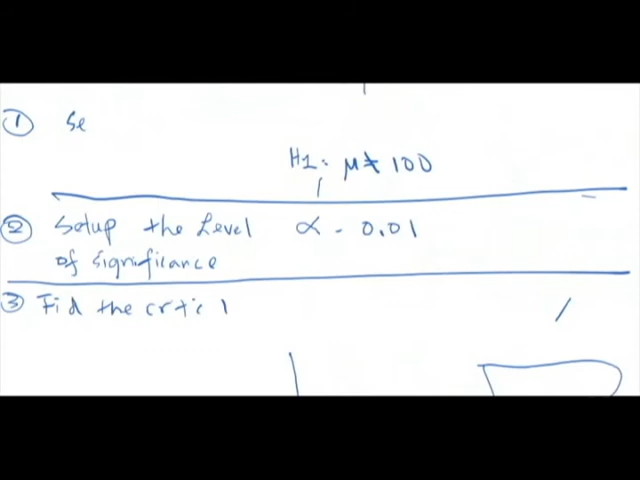 ① Se
H1: μ ≠ 100
② Setup the Level α - 0.01
of significance
③ Fid the crtic l